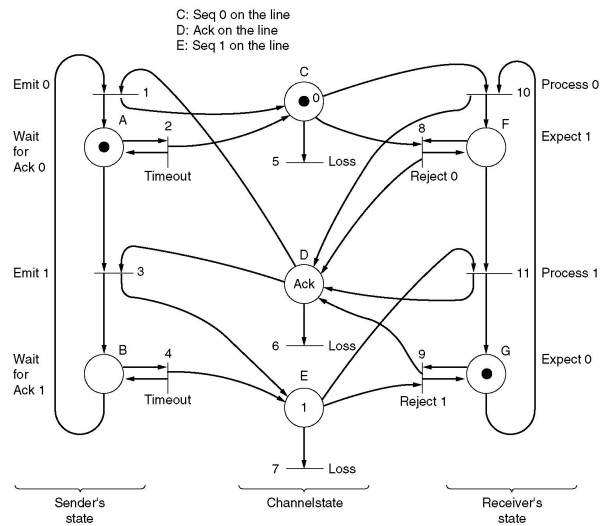 C: Seq 0 on the line
D: Ack on the line
E: Seq 1 on the line
C
Emit 0
1
0
10
Process 0
A
2
8
F
Wait
for
Ack 0
Expect 1
5
Loss
Timeout
Reject 0
D
Emit 1
3
Ack
11
Process 1
B
4
6
Loss
9
G
Wait
for
Ack 1
E
Expect 0
Timeout
1
Reject 1
7
Loss
Sender's
state
Channelstate
Receiver's
state